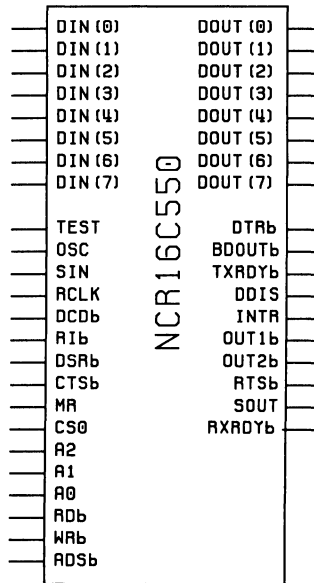 DIN(0) DOUT(0)
DIN(1) DOUT(1)
DIN(2) DOUT(2)
DIN(3) DOUT(3)
DIN(4) DOUT(4)
DIN(5) DOUT(5)
DIN(6) DOUT(6)
DIN(7) DOUT(7)
NCR16C550
TEST DTRb
OSC BDOUTb
SIN TXRDYb
RCLK DDIS
DCDb INTR
RIb OUT1b
DSRb OUT2b
CTSb RTSb
MR SOUT
CS0 RXRDYb
A2
A1
A0
RDb
WRb
ADSb